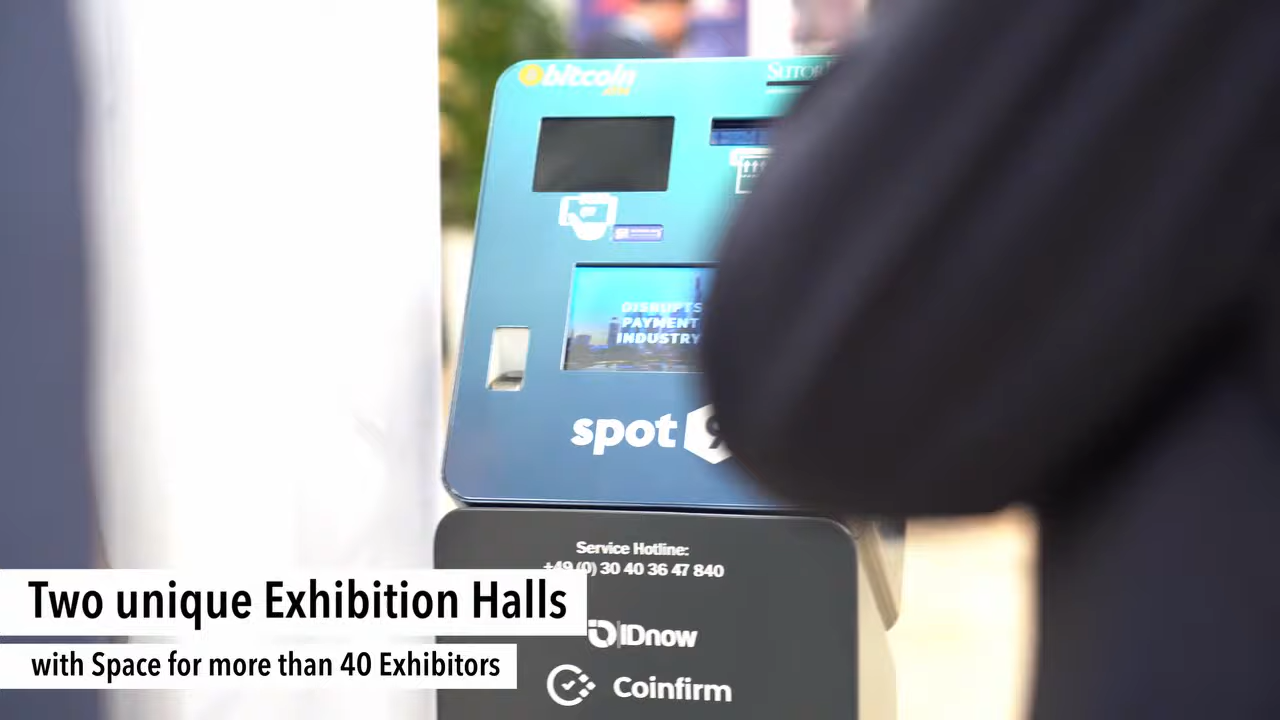 bitcoin
DISRUPTS
PAYMENT
INDUSTRY
spot 9
Service Hotline:
+49 (0) 30 40 36 47 840
IDnow
Coinfirm
Two unique Exhibition Halls
with Space for more than 40 Exhibitors